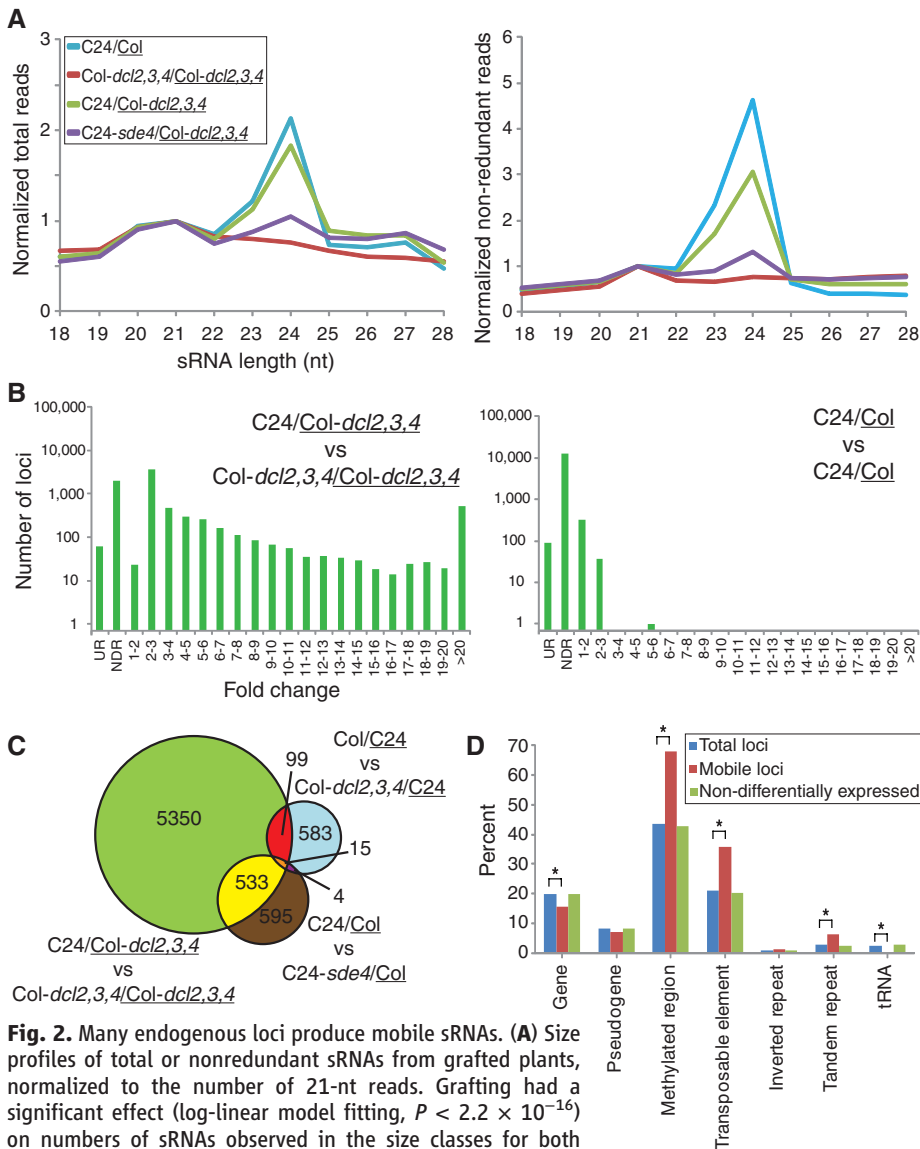 A
3
2
1
0
Normalized total reads
C24/Col
Col-dcl2,3,4/Col-dcl2,3,4
C24/Col-dcl2,3,4
C24-sde4/Col-dcl2,3,4
18 19 20 21 22 23 24 25 26 27 28
sRNA length (nt)
6
5
4
3
2
1
0
Normalized non-redundant reads
18 19 20 21 22 23 24 25 26 27 28
B
100,000
10,000
1,000
100
10
1
Number of loci
C24/Col-dcl2,3,4
vs
Col-dcl2,3,4/Col-dcl2,3,4
UR NDR 1-2 2-3 3-4 4-5 5-6 6-7 7-8 8-9 9-10 10-11 11-12 12-13 13-14 14-15 15-16 16-17 17-18 18-19 19-20 >20
Fold change
100,000
10,000
1,000
100
10
1
C24/Col
vs
C24/Col
UR NDR 1-2 2-3 3-4 4-5 5-6 6-7 7-8 8-9 9-10 10-11 11-12 12-13 13-14 14-15 15-16 16-17 17-18 18-19 19-20 >20
C
Col/C24
vs
Col-dcl2,3,4/C24
99
5350
583
15
533
4
595
C24/Col
vs
C24-sde4/Col
C24/Col-dcl2,3,4
vs
Col-dcl2,3,4/Col-dcl2,3,4
D
70
60
50
40
30
20
10
0
Percent
Total loci
Mobile loci
Non-differentially expressed
* * * * *
Gene
Pseudogene
Methylated region
Transposable element
Inverted repeat
Tandem repeat
tRNA
Fig. 2. Many endogenous loci produce mobile sRNAs. (A) Size
profiles of total or nonredundant sRNAs from grafted plants,
normalized to the number of 21-nt reads. Grafting had a
significant effect (log-linear model fitting, P < 2.2 × 10−16)
on numbers of sRNAs observed in the size classes for both